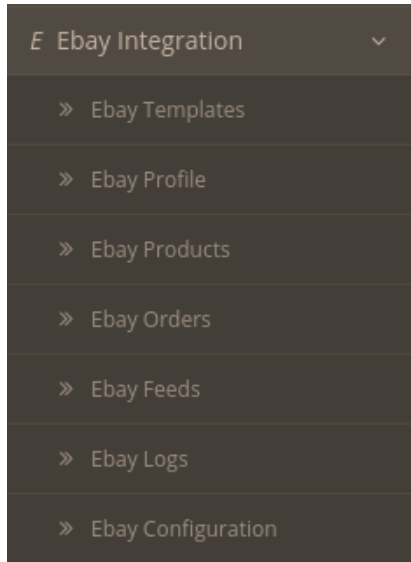 E Ebay Integration
» Ebay Templates
» Ebay Profile
» Ebay Products
» Ebay Orders
» Ebay Feeds
» Ebay Logs
» Ebay Configuration